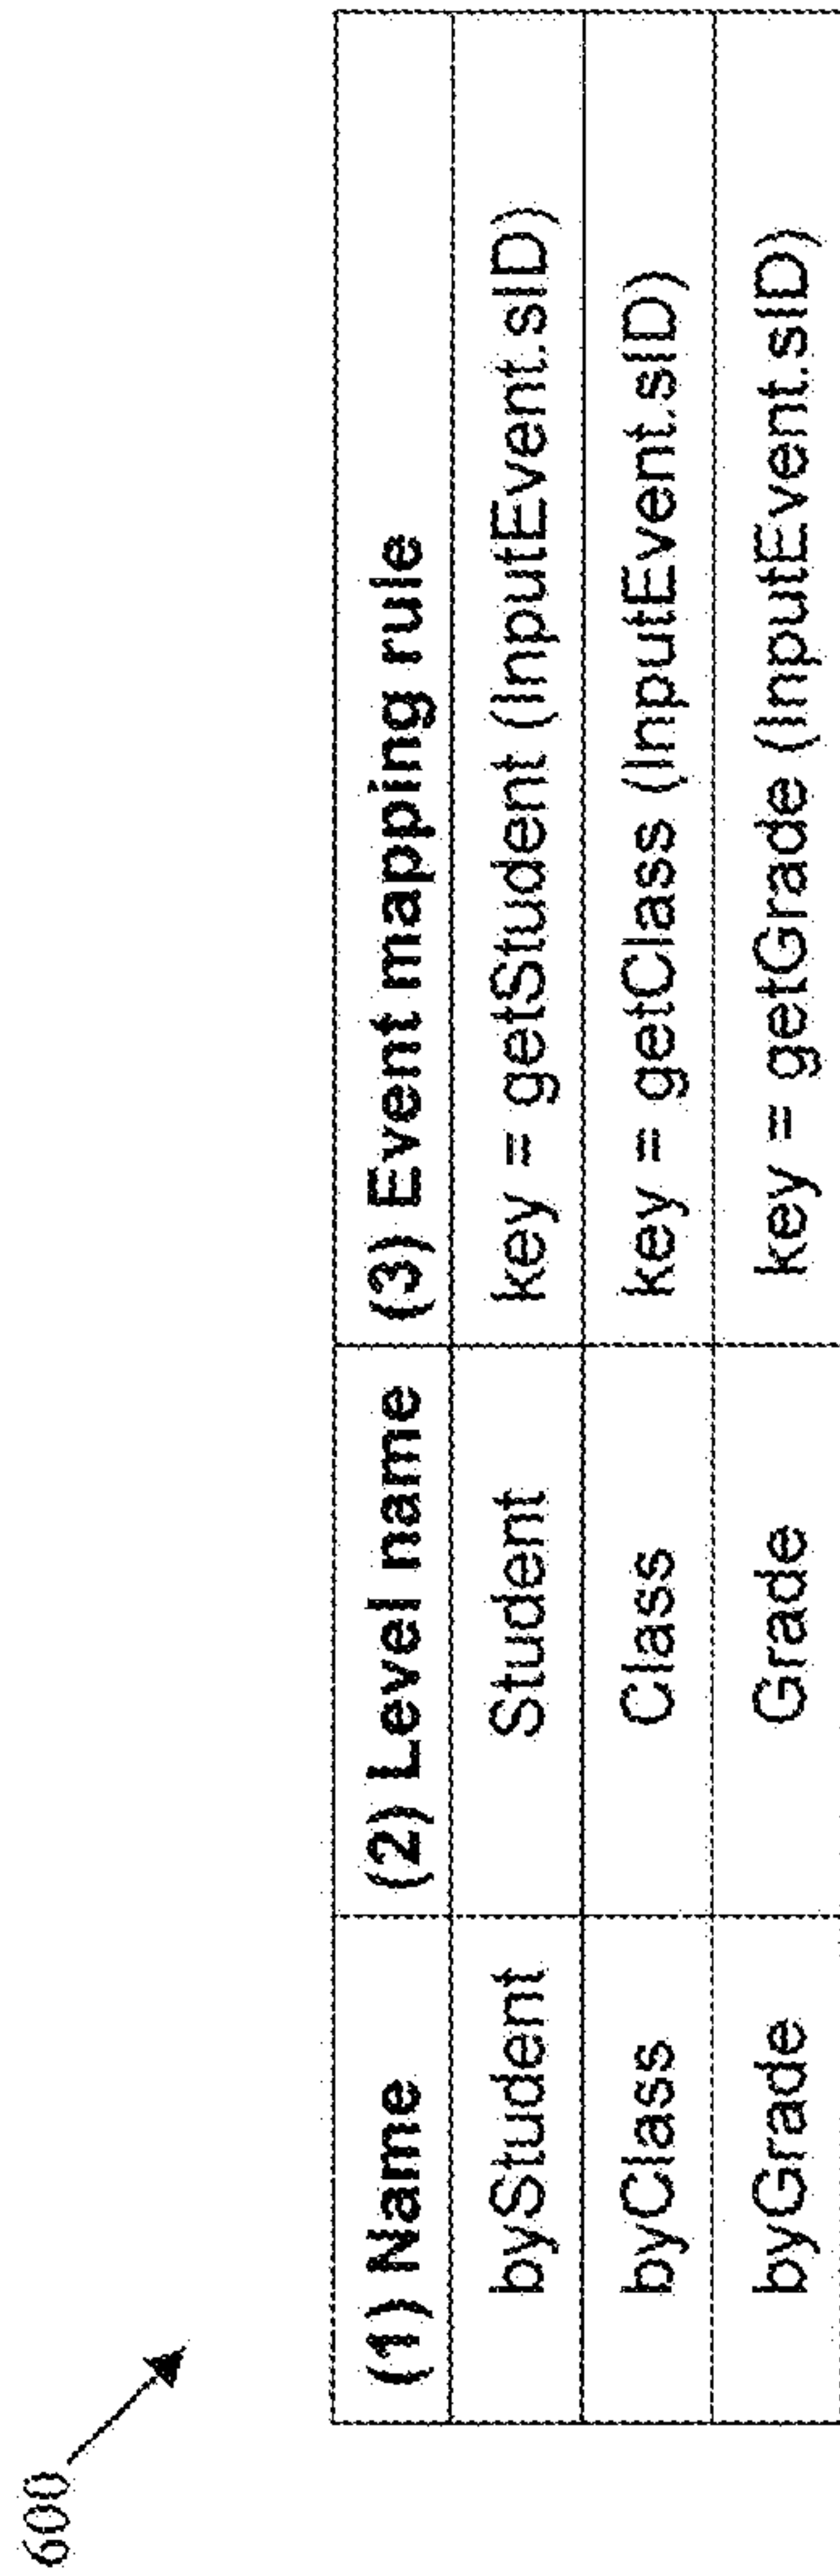 600
(1) Name (2) Level name (3) Event mapping rule
byStudent Student key = getStudent (InputEvent.sID)
byClass Class key = getClass (InputEvent.sID)
byGrade Grade key = getGrade (InputEvent.sID)